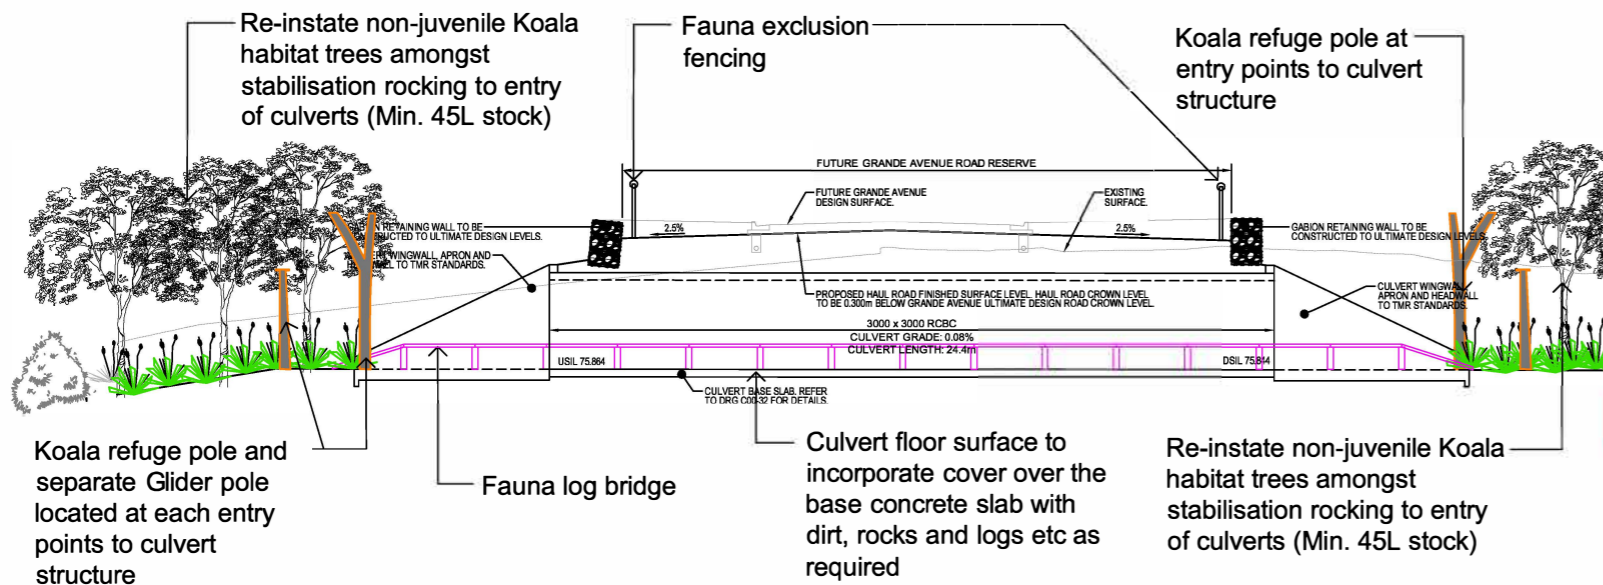 Re-instate non-juvenile Koala
habitat trees amongst
stabilisation rocking to entry
of culverts (Min. 45L stock)
Fauna exclusion
fencing
Koala refuge pole at
entry points to culvert
structure
FUTURE GRANDE AVENUE ROAD RESERVE
FUTURE GRANDE AVENUE
DESIGN SURFACE.
EXISTING
SURFACE.
RETAINING WALL TO BE
TO ULTIMATE DESIGN LEVELS.
2.5%
2.5%
GABION RETAINING WALL TO BE
CONSTRUCTED TO ULTIMATE DESIGN LEVELS.
WINGWALL, APRON AND
TO TMR STANDARDS.
PROPOSED HAUL ROAD FINISHED SURFACE LEVEL. HAUL ROAD CROWN LEVEL
TO BE 0.300m BELOW GRANDE AVENUE ULTIMATE DESIGN ROAD CROWN LEVEL.
CULVERT WINGWALL,
APRON AND HEADWALL
TO TMR STANDARDS.
3000 x 3000 RCBC
CULVERT GRADE: 0.08%
CULVERT LENGTH: 24.4m
USIL 75.864
DSIL 75.844
CULVERT BASE SLAB. REFER
TO DRG C00-32 FOR DETAILS.
Koala refuge pole and
separate Glider pole
located at each entry
points to culvert
structure
Fauna log bridge
Culvert floor surface to
incorporate cover over the
base concrete slab with
dirt, rocks and logs etc as
required
Re-instate non-juvenile Koala
habitat trees amongst
stabilisation rocking to entry
of culverts (Min. 45L stock)